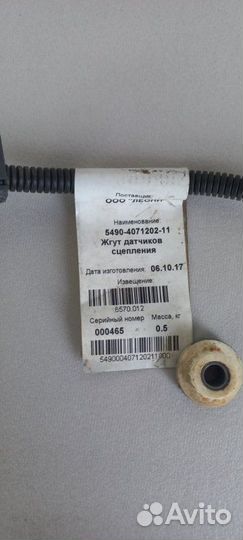 Поставщик:
ООО "ЛЕОНИ"
Наименование:
5490-4071202-11
Жгут датчиков
сцепления
Дата изготовления: 06.10.17
Извещение
6570.012
Серийный номер Масса, кг
000465 0.5
Avito